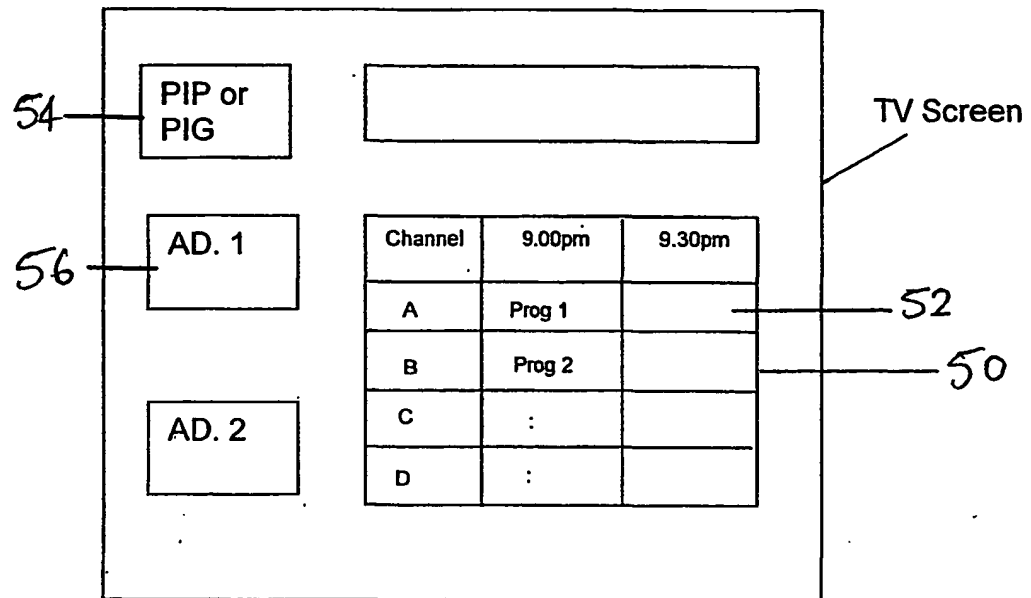 PIP or
PIG
54
TV Screen
AD. 1
56
Channel 9.00pm 9.30pm
A Prog 1
52
B Prog 2
50
C :
AD. 2
D :